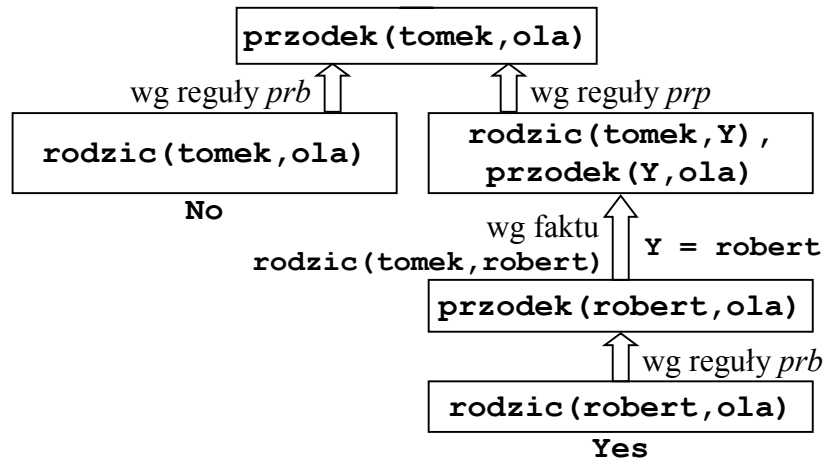 przodek(tomek,ola)
wg reguły prb
wg reguły prp
rodzic(tomek,ola)
No
rodzic(tomek,Y),
przodek(Y,ola)
wg faktu
rodzic(tomek,robert)
Y = robert
przodek(robert,ola)
wg reguły prb
rodzic(robert,ola)
Yes